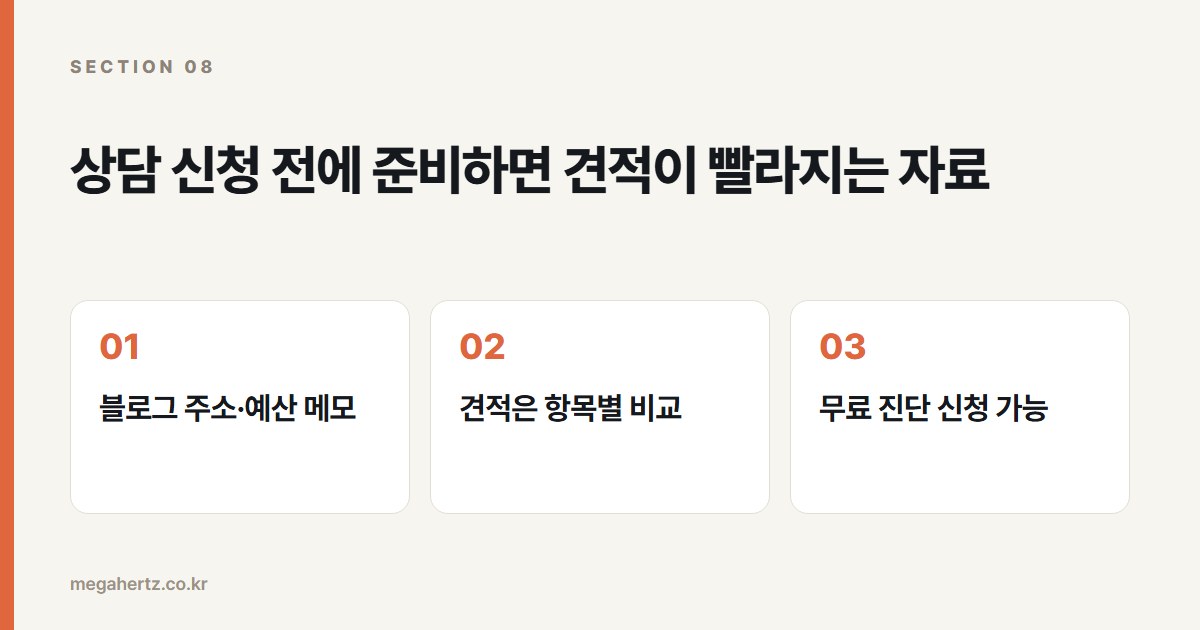 SECTION 08
상담 신청 전에 준비하면 견적이 빨라지는 자료
01
블로그 주소·예산 메모
02
견적은 항목별 비교
03
무료 진단 신청 가능
megahertz.co.kr